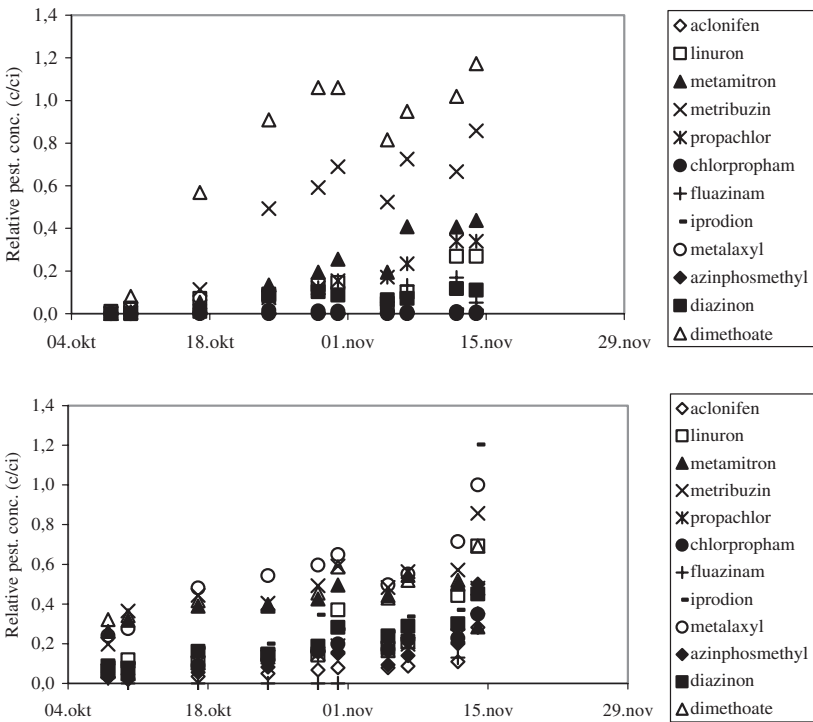 Relative pest. conc. (c/ci)
1,4
1,2
1,0
0,8
0,6
0,4
0,2
0,0
04.okt 18.okt 01.nov 15.nov 29.nov
aclonifen
linuron
metamitron
metribuzin
propachlor
chlorpropham
fluazinam
iprodion
metalaxyl
azinphosmethyl
diazinon
dimethoate
Relative pest. conc. (c/ci)
1,4
1,2
1,0
0,8
0,6
0,4
0,2
0,0
04.okt 18.okt 01.nov 15.nov 29.nov
aclonifen
linuron
metamitron
metribuzin
propachlor
chlorpropham
fluazinam
iprodion
metalaxyl
azinphosmethyl
diazinon
dimethoate